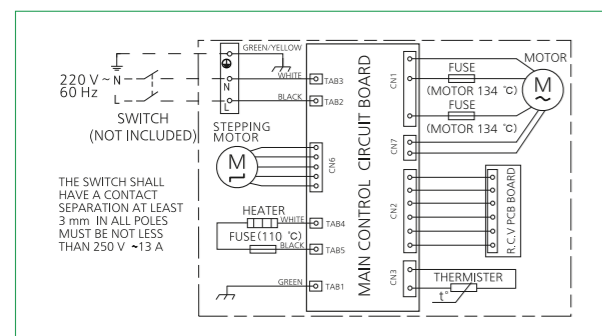 220 V ~ N
60 Hz
L
SWITCH
(NOT INCLUDED)
THE SWITCH SHALL
HAVE A CONTACT
SEPARATION AT LEAST
3 mm IN ALL POLES
MUST BE NOT LESS
THAN 250 V ~13 A
GREEN/YELLOW
N
L
WHITE
TAB3
BLACK
TAB2
STEPPING
MOTOR
M
CN6
HEATER
WHITE
TAB4
FUSE(110 °C)
BLACK
TAB5
GREEN
TAB1
MAIN CONTROL CIRCUIT BOARD
CN1
FUSE
(MOTOR 134 °C)
FUSE
(MOTOR 134 °C)
MOTOR
M
~
CN7
CN2
R.C.V PCB BOARD
CN3
THERMISTER
t°